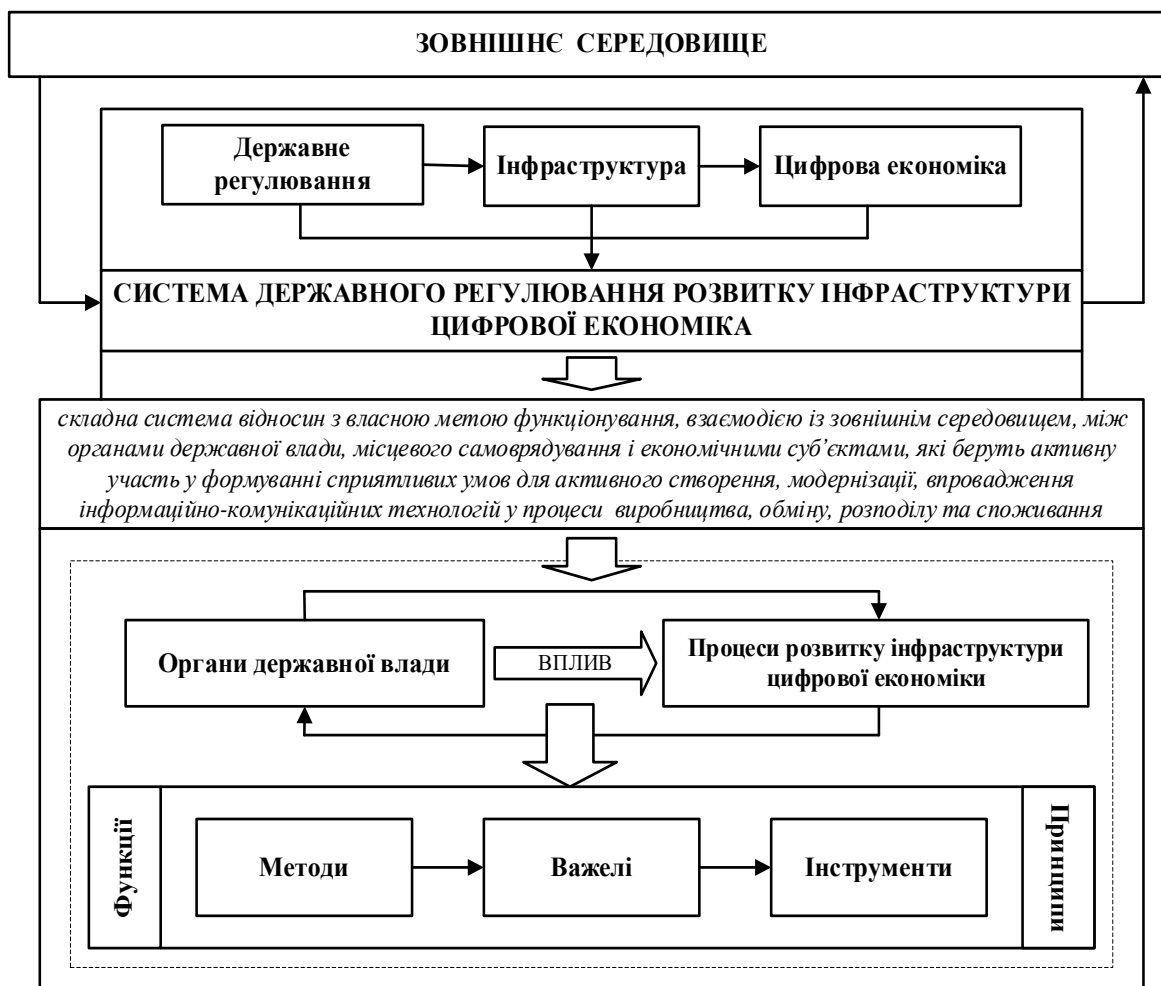 ЗОВНІШНЄ СЕРЕДОВИЩЕ
Державне
регулювання
Інфраструктура
Цифрова економіка
СИСТЕМА ДЕРЖАВНОГО РЕГУЛЮВАННЯ РОЗВИТКУ ІНФРАСТРУКТУРИ
ЦИФРОВОЇ ЕКОНОМІКА
складна система відносин з власною метою функціонування, взаємодією із зовнішнім середовищем, між
органами державної влади, місцевого самоврядування і економічними суб’єктами, які беруть активну
участь у формуванні сприятливих умов для активного створення, модернізації, впровадження
інформаційно-комунікаційних технологій у процеси виробництва, обміну, розподілу та споживання
Органи державної влади
ВПЛИВ
Процеси розвитку інфраструктури
цифрової економіки
Функції
Методи
Важелі
Інструменти
Принципи